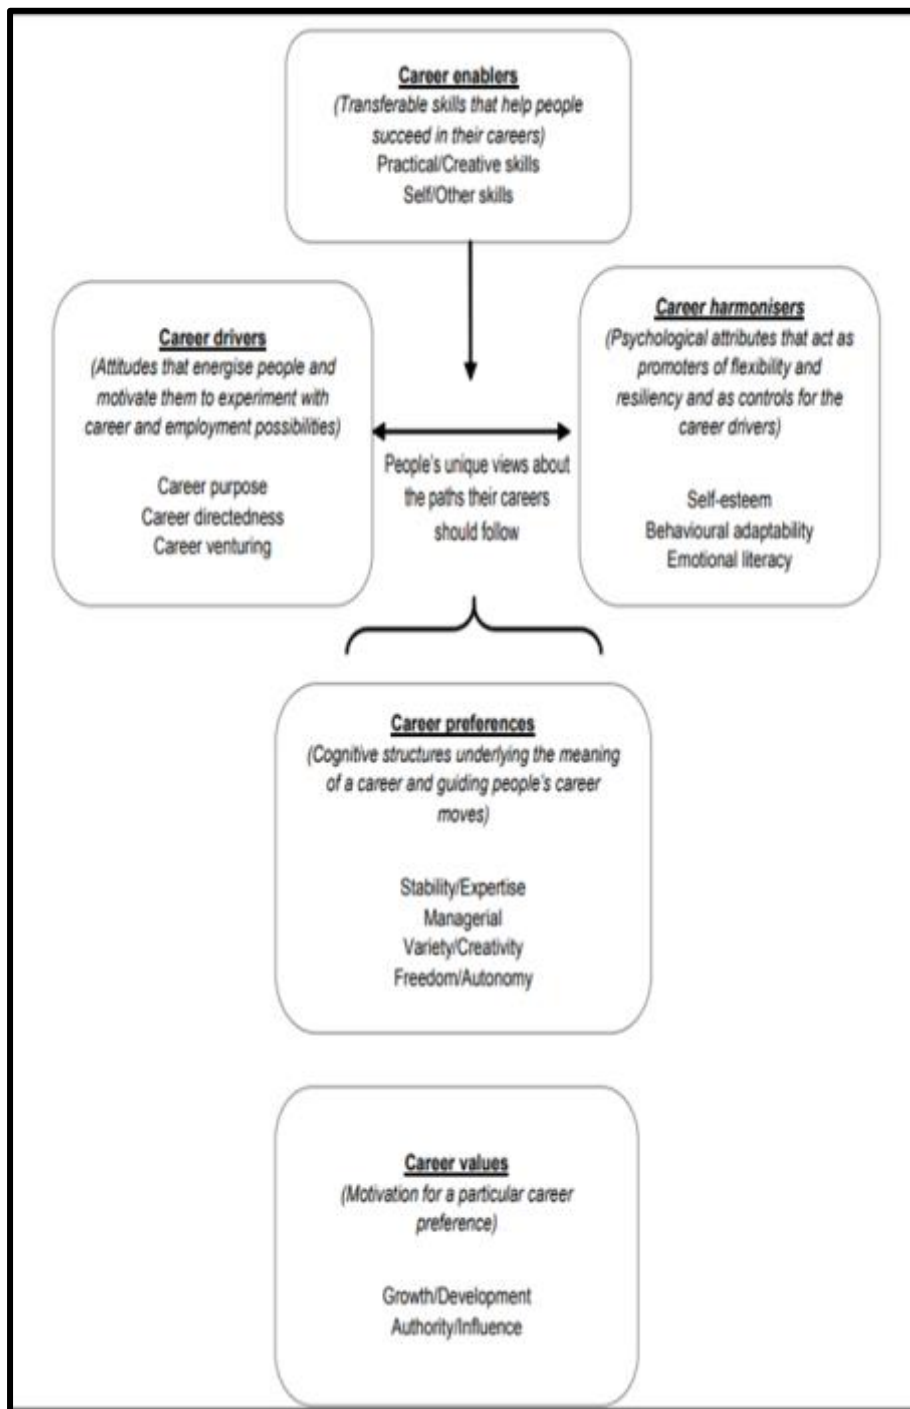 Career enablers
(Transferable skills that help people
succeed in their careers)
Practical/Creative skills
Self/Other skills
Career drivers
(Attitudes that energise people and
motivate them to experiment with
career and employment possibilities)
Career purpose
Career directedness
Career venturing
Career harmonisers
(Psychological attributes that act as
promoters of flexibility and
resiliency and as controls for the
career drivers)
Self-esteem
Behavioural adaptability
Emotional literacy
People's unique views about
the paths their careers
should follow
Career preferences
(Cognitive structures underlying the meaning
of a career and guiding people's career
moves)
Stability/Expertise
Managerial
Variety/Creativity
Freedom/Autonomy
Career values
(Motivation for a particular career
preference)
Growth/Development
Authority/Influence